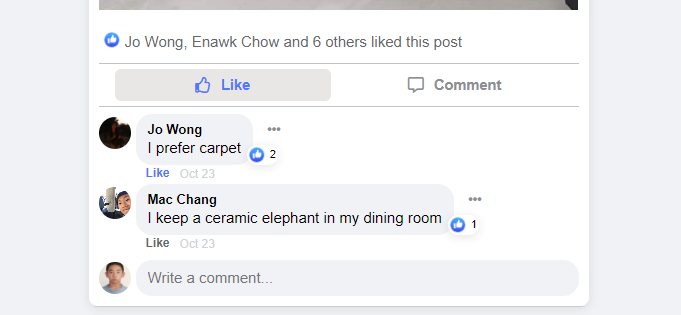 Jo Wong, Enawk Chow and 6 others liked this post
Like Comment
Jo Wong
I prefer carpet
2
Like Oct 23
Mac Chang
I keep a ceramic elephant in my dining room
1
Like Oct 23
Write a comment...